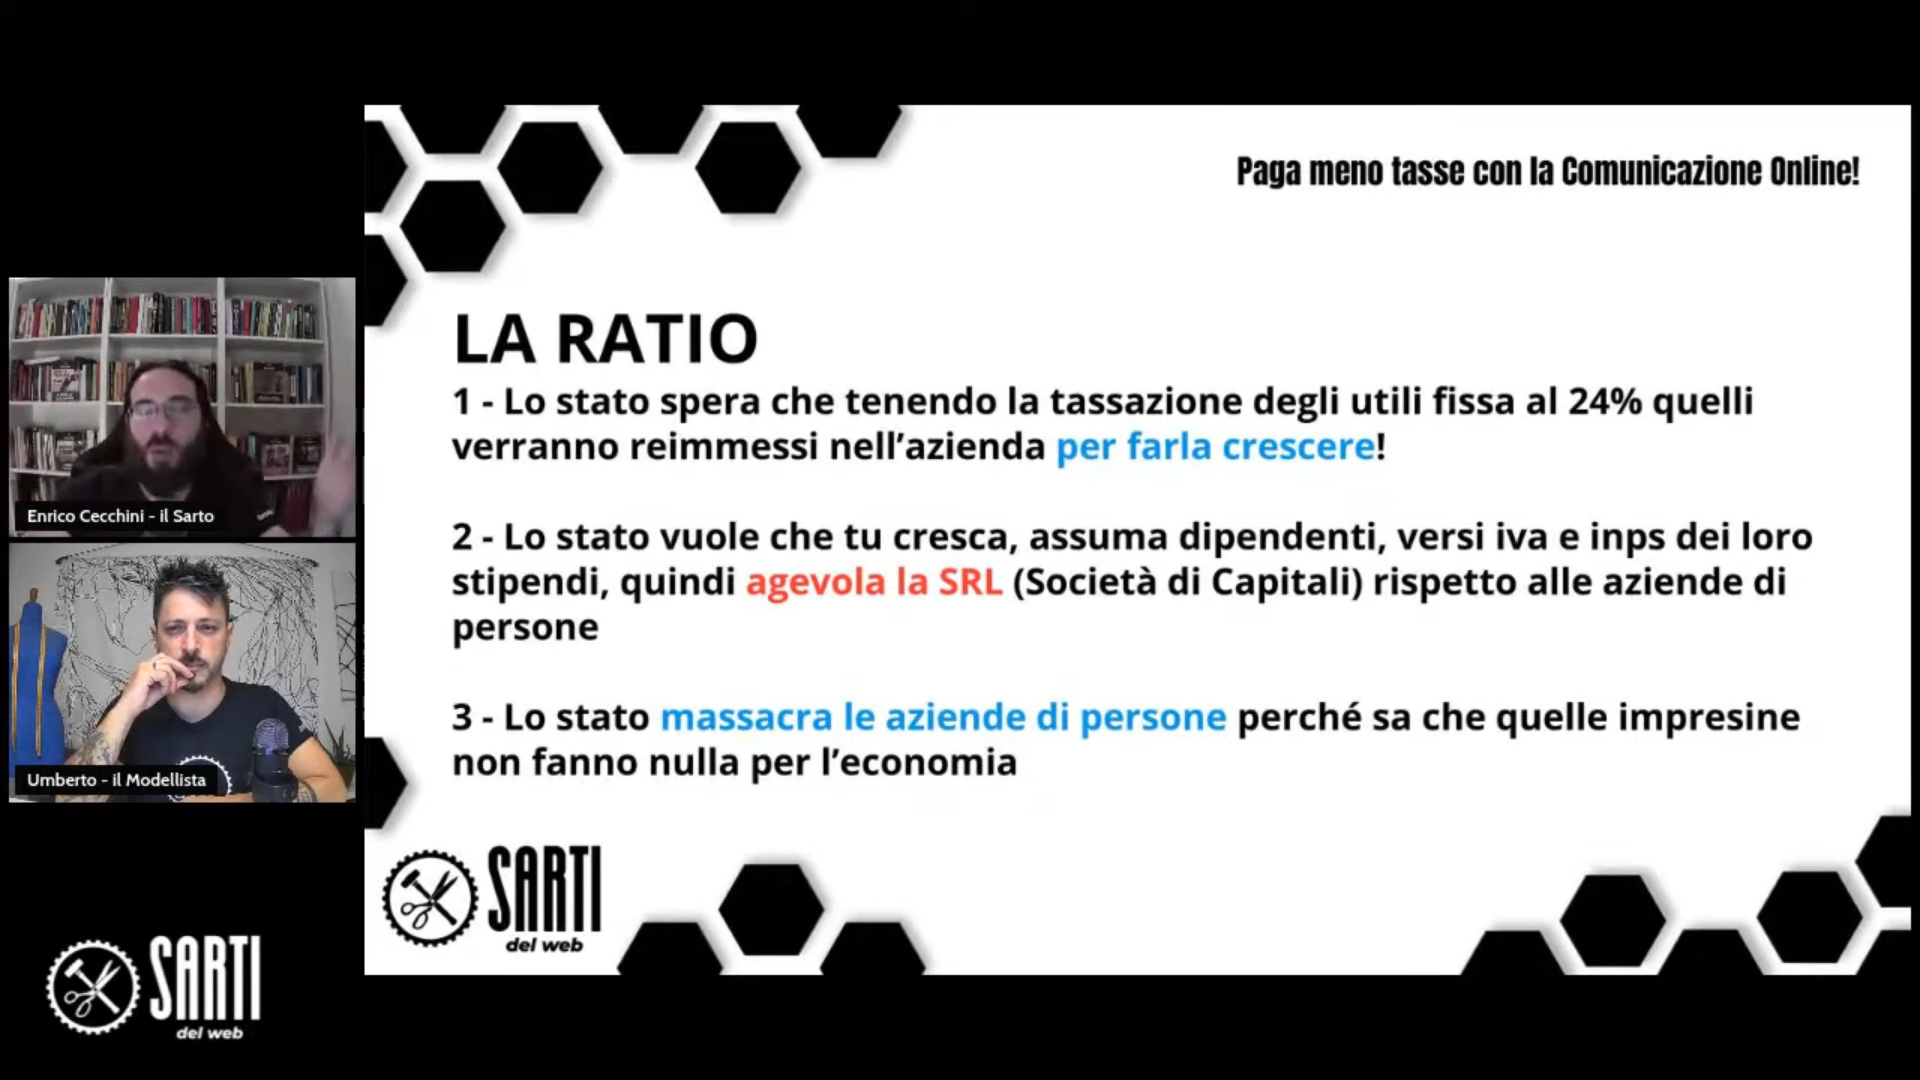 Paga meno tasse con la Comunicazione Online!
LA RATIO
1 - Lo stato spera che tenendo la tassazione degli utili fissa al 24% quelli
verranno reimmessi nell’azienda per farla crescere!
2 - Lo stato vuole che tu cresca, assuma dipendenti, versi iva e inps dei loro
stipendi, quindi agevola la SRL (Società di Capitali) rispetto alle aziende di
persone
3 - Lo stato massacra le aziende di persone perché sa che quelle impresine
non fanno nulla per l’economia
SARTI
del web
Enrico Cecchini - il Sarto
Umberto - il Modellista
SARTI
del web